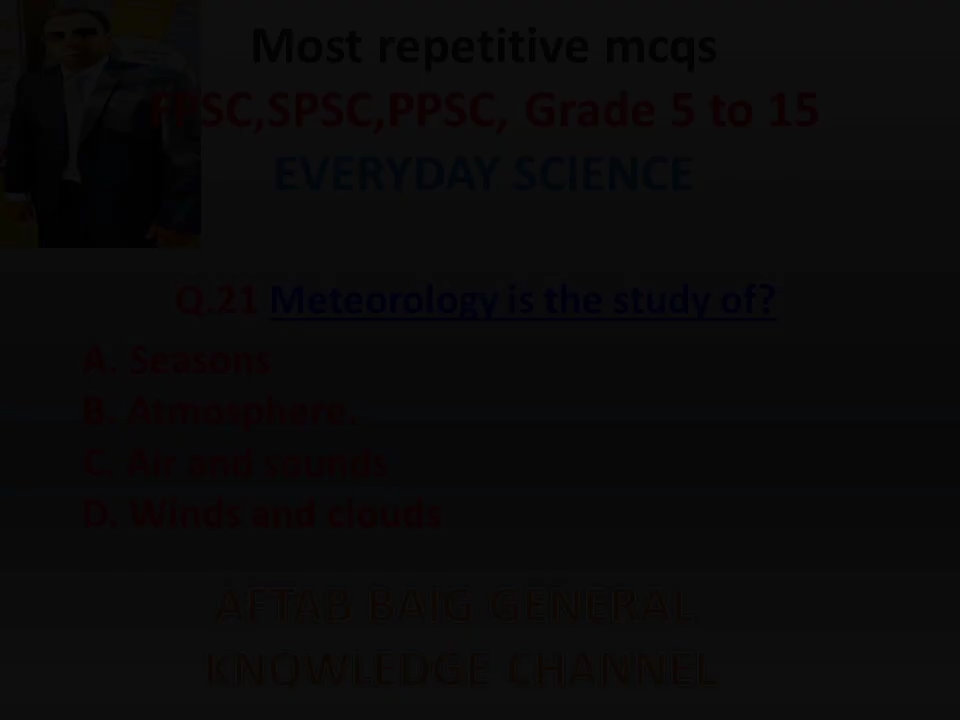 Most repetitive mcqs
FPSC,SPSC,PPSC, Grade 5 to 15
EVERYDAY SCIENCE
Q.21 Meteorology is the study of?
A. Seasons
B. Atmosphere.
C. Air and sounds
D. Winds and clouds
AFTAB BAIG GENERAL
KNOWLEDGE CHANNEL